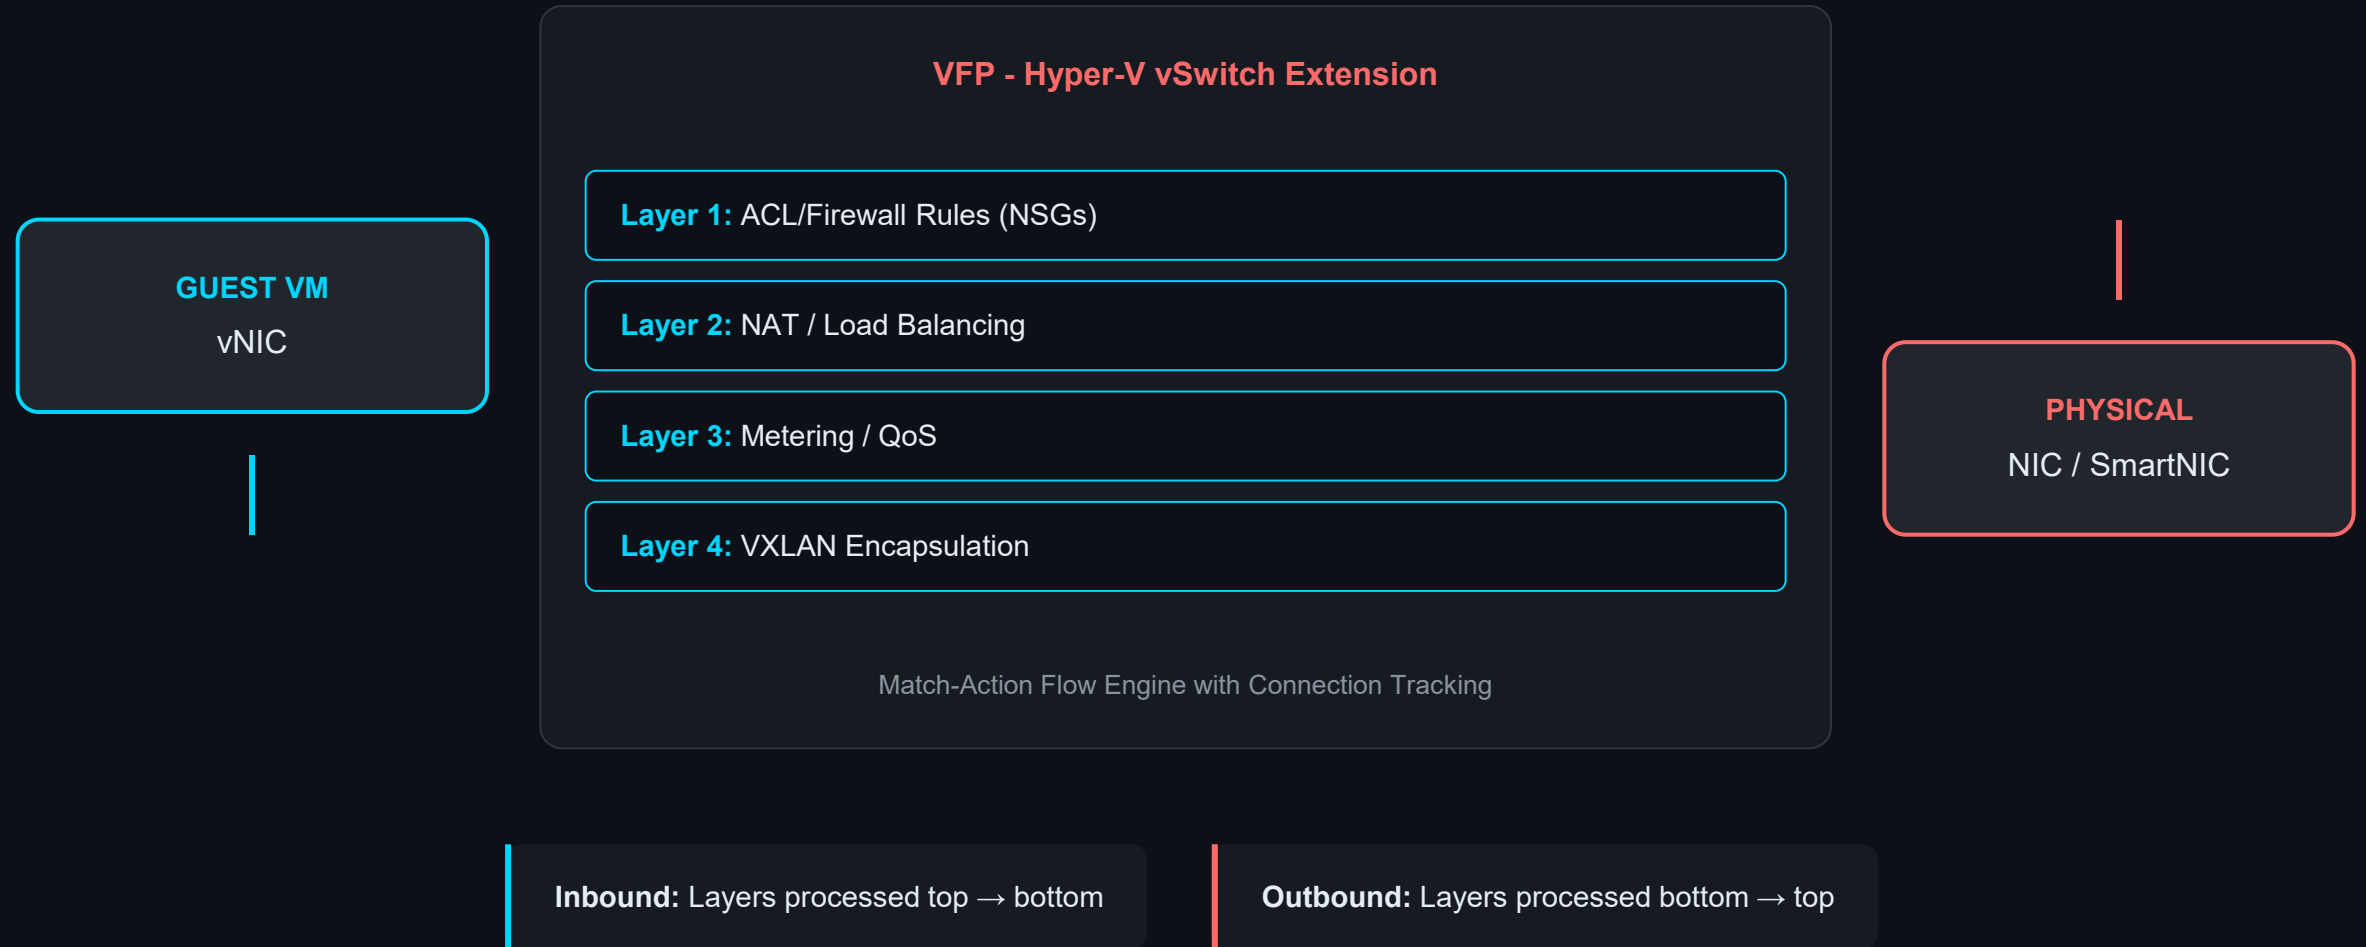 VFP - Hyper-V vSwitch Extension
GUEST VM
vNIC
Layer 1: ACL/Firewall Rules (NSGs)
Layer 2: NAT / Load Balancing
Layer 3: Metering / QoS
Layer 4: VXLAN Encapsulation
Match-Action Flow Engine with Connection Tracking
PHYSICAL
NIC / SmartNIC
Inbound: Layers processed top → bottom
Outbound: Layers processed bottom → top